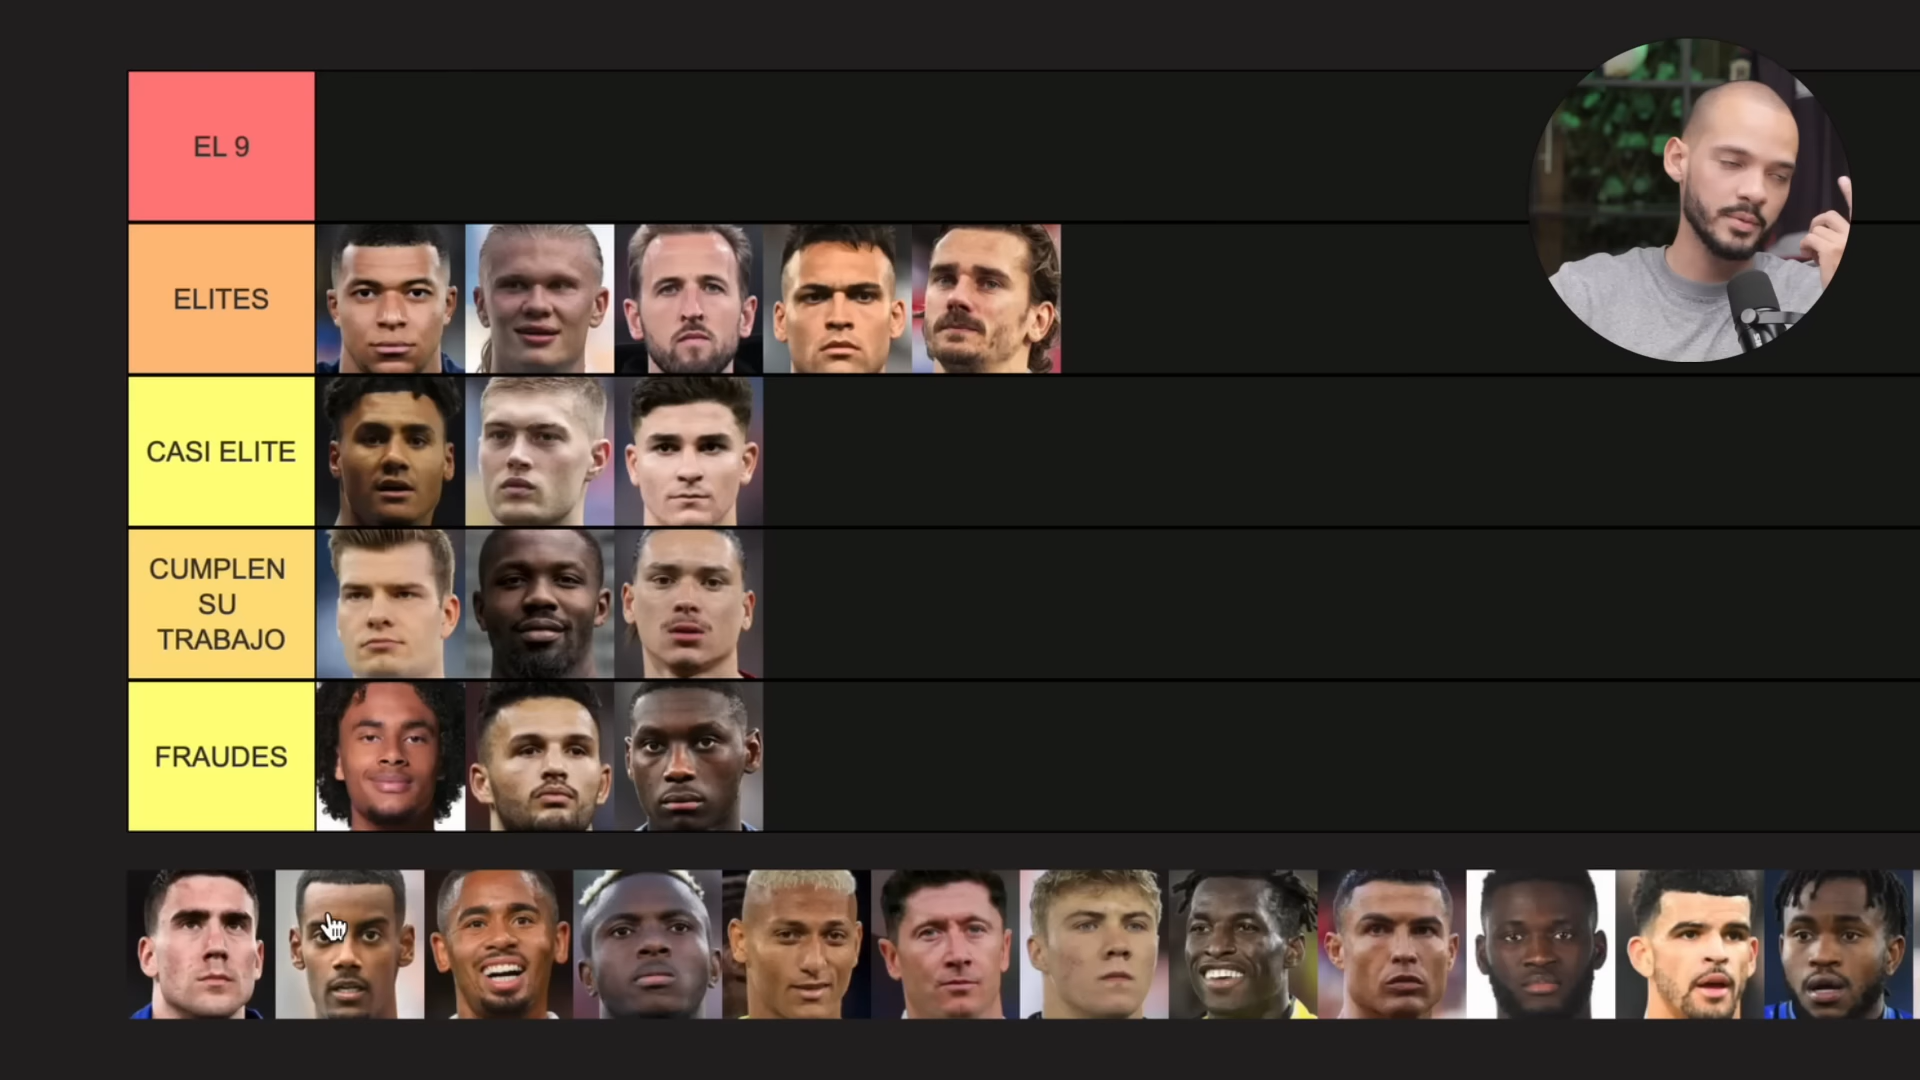 EL 9
ELITES
CASI ELITE
CUMPLEN
SU
TRABAJO
FRAUDES